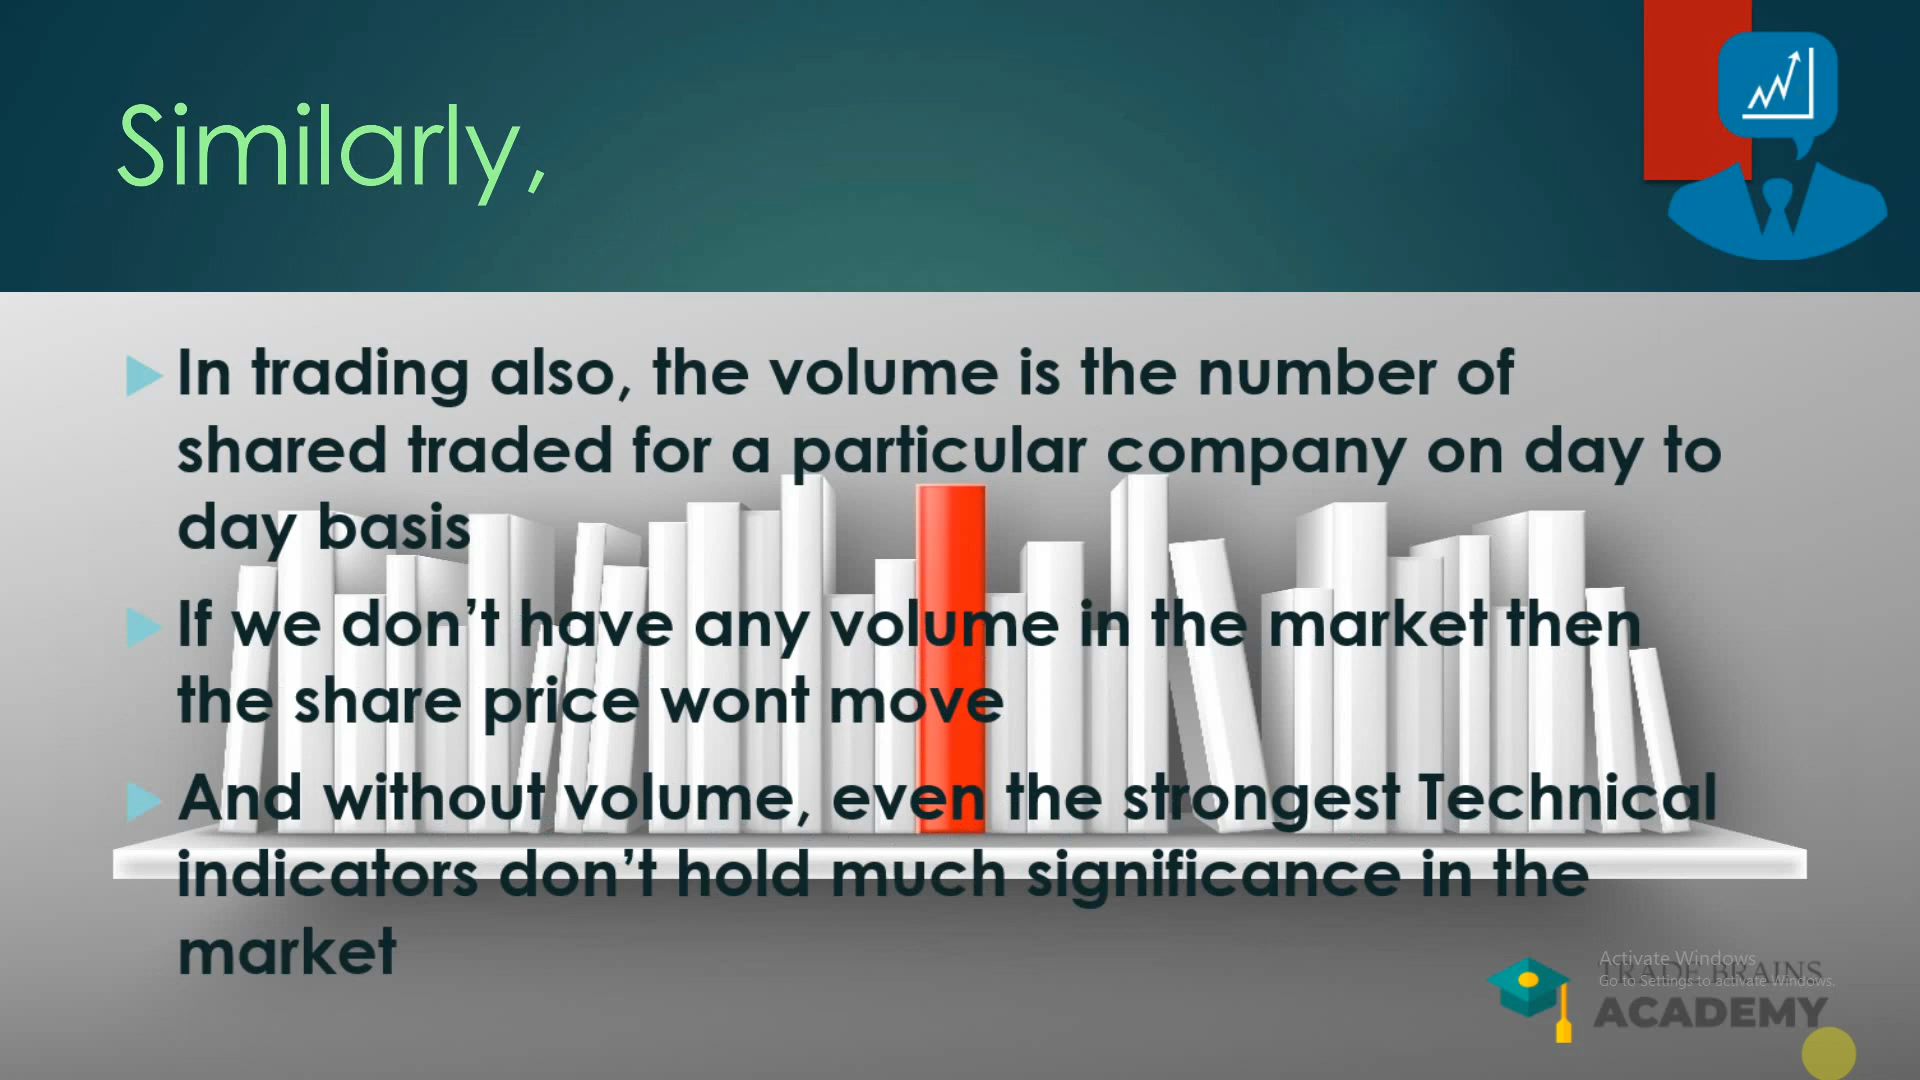 Similarly,
In trading also, the volume is the number of
shared traded for a particular company on day to
day basis
If we don’t have any volume in the market then
the share price wont move
And without volume, even the strongest Technical
indicators don’t hold much significance in the
market
Activate Windows
TRADE BRAINS
Go to Settings to activate Windows.
ACADEMY